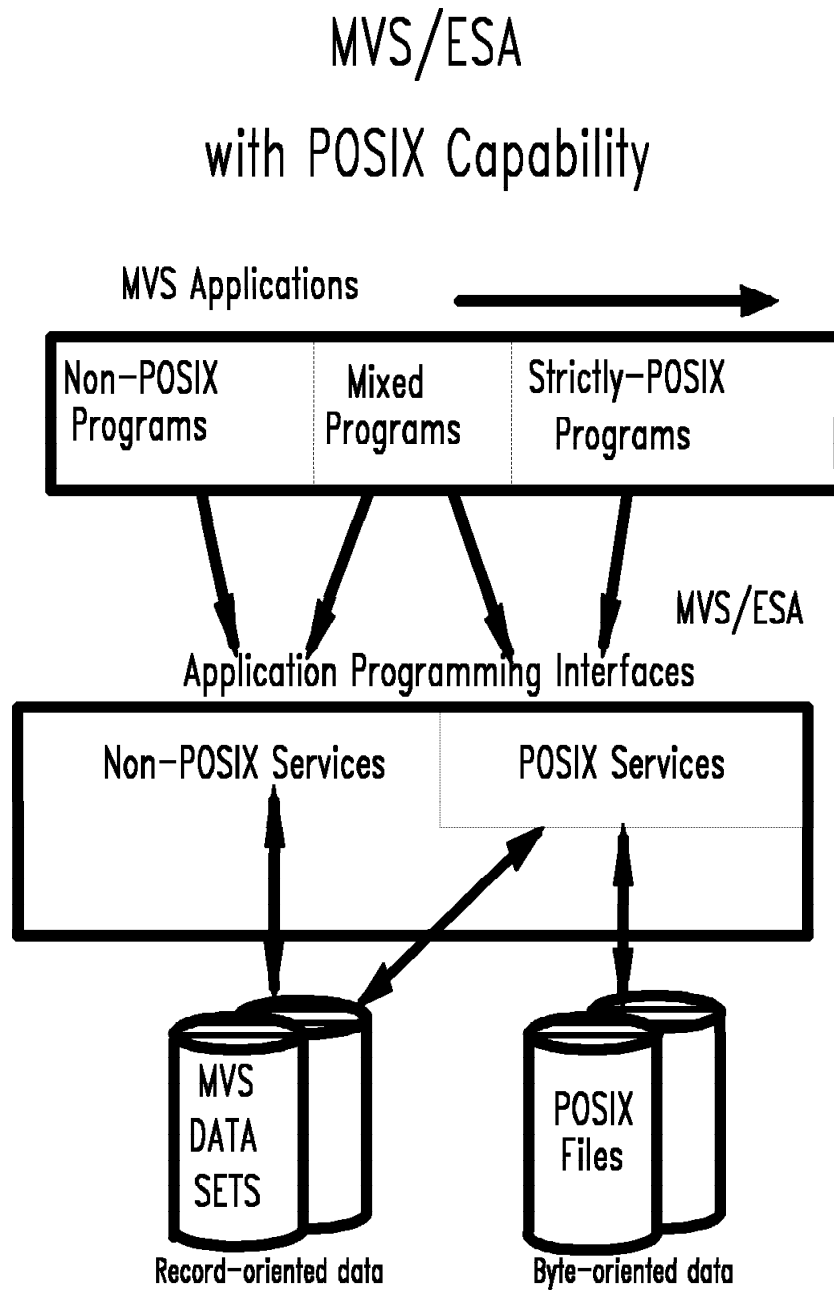 MVS/ESA
with POSIX Capability
MVS Applications
Non-POSIX
Programs
Mixed
Programs
Strictly-POSIX
Programs
MVS/ESA
Application Programming Interfaces
Non-POSIX Services
POSIX Services
MVS
DATA
SETS
POSIX
Files
Record-oriented data
Byte-oriented data